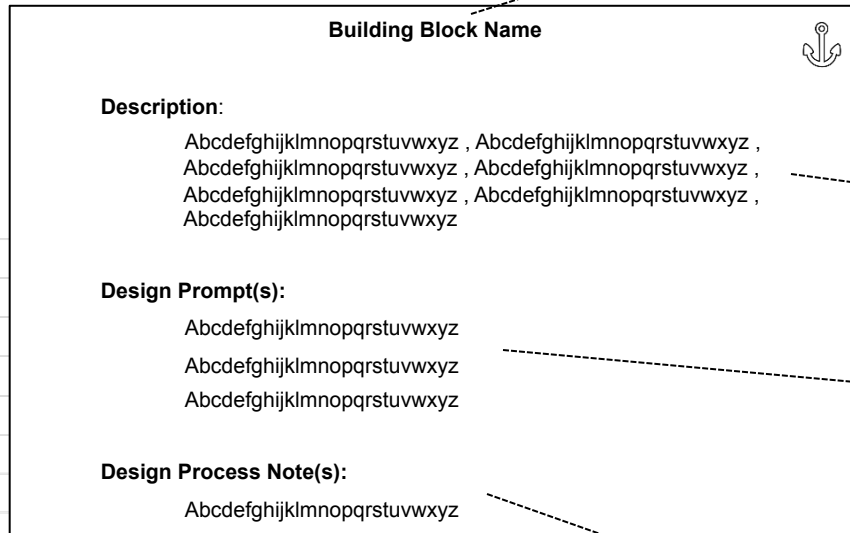 Building Block Name
Description:
Abcdefghijklmnopqrstuvwxyz , Abcdefghijklmnopqrstuvwxyz ,
Abcdefghijklmnopqrstuvwxyz , Abcdefghijklmnopqrstuvwxyz ,
Abcdefghijklmnopqrstuvwxyz , Abcdefghijklmnopqrstuvwxyz ,
Abcdefghijklmnopqrstuvwxyz
Design Prompt(s):
Abcdefghijklmnopqrstuvwxyz
Abcdefghijklmnopqrstuvwxyz
Abcdefghijklmnopqrstuvwxyz
Design Process Note(s):
Abcdefghijklmnopqrstuvwxyz